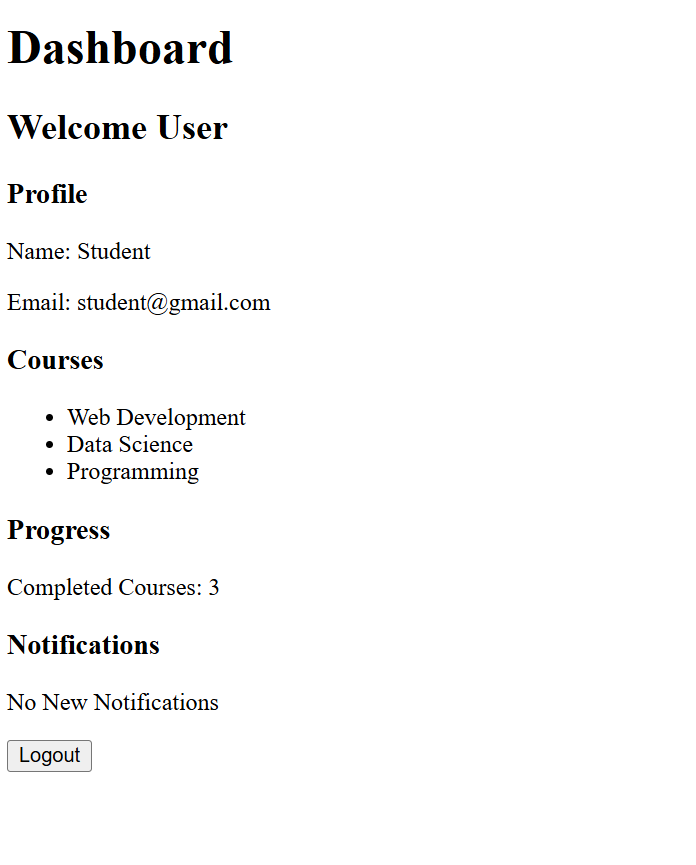 Dashboard
Welcome User
Profile
Name: Student
Email: student@gmail.com
Courses
Web Development
Data Science
Programming
Progress
Completed Courses: 3
Notifications
No New Notifications
Logout